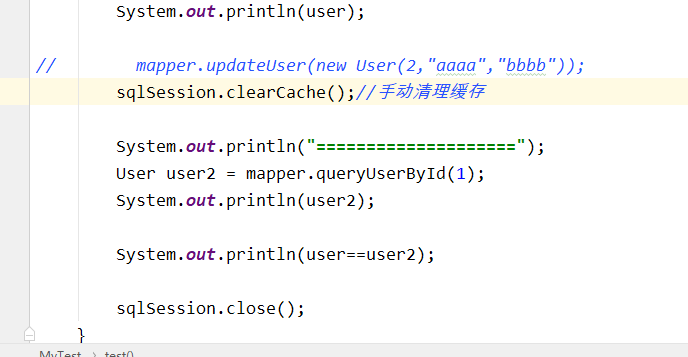 System.out.println(user);
// mapper.updateUser(new User(2,"aaaa","bbbb"));
sqlSession.clearCache();//手动清理缓存
System.out.println("====================");
User user2 = mapper.queryUserById(1);
System.out.println(user2);
System.out.println(user==user2);
sqlSession.close();
}
MyTest > test()